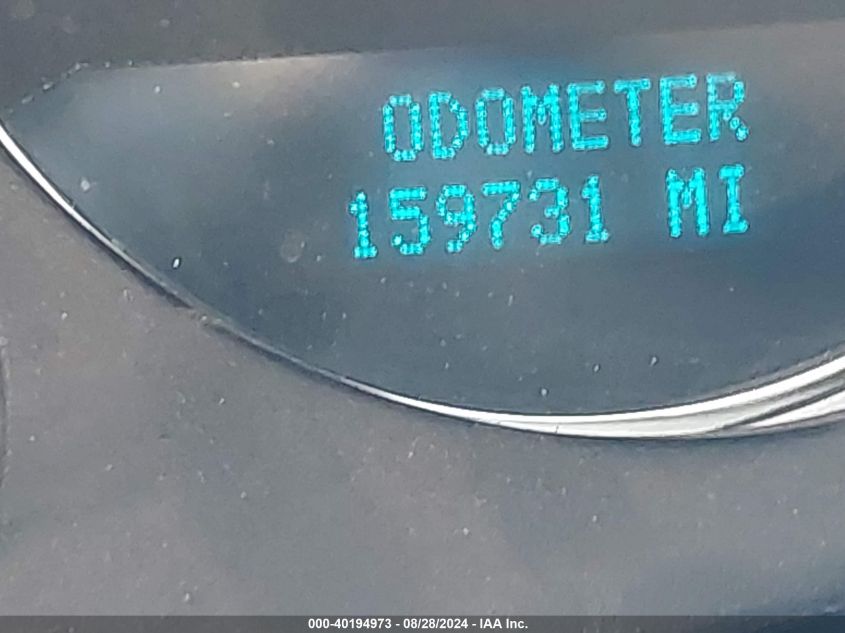 ODOMETER
159731 MI
000-40194973 - 08/28/2024 - IAA Inc.